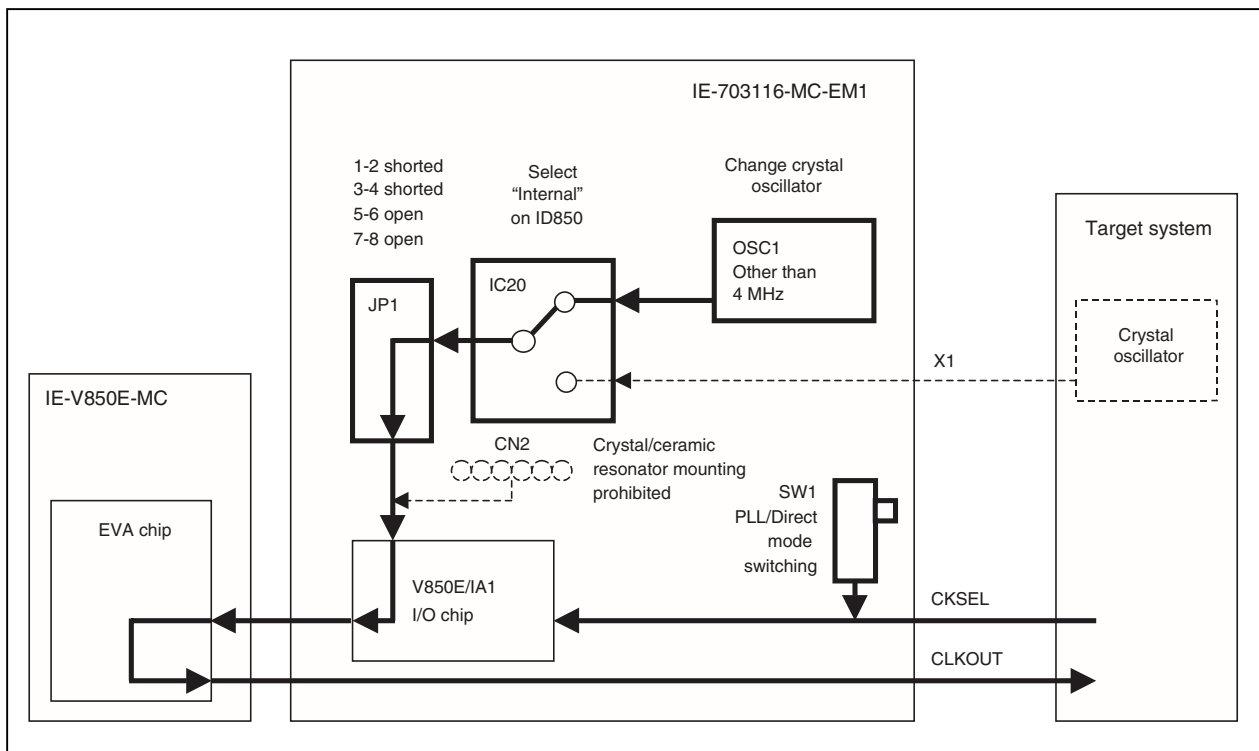 IE-703116-MC-EM1
1-2 shorted
3-4 shorted
5-6 open
7-8 open
Select
“Internal”
on ID850
Change crystal
oscillator
OSC1
Other than
4 MHz
IC20
JP1
Target system
Crystal
oscillator
X1
IE-V850E-MC
CN2
Crystal/ceramic
resonator mounting
prohibited
SW1
PLL/Direct
mode
switching
EVA chip
V850E/IA1
I/O chip
CKSEL
CLKOUT